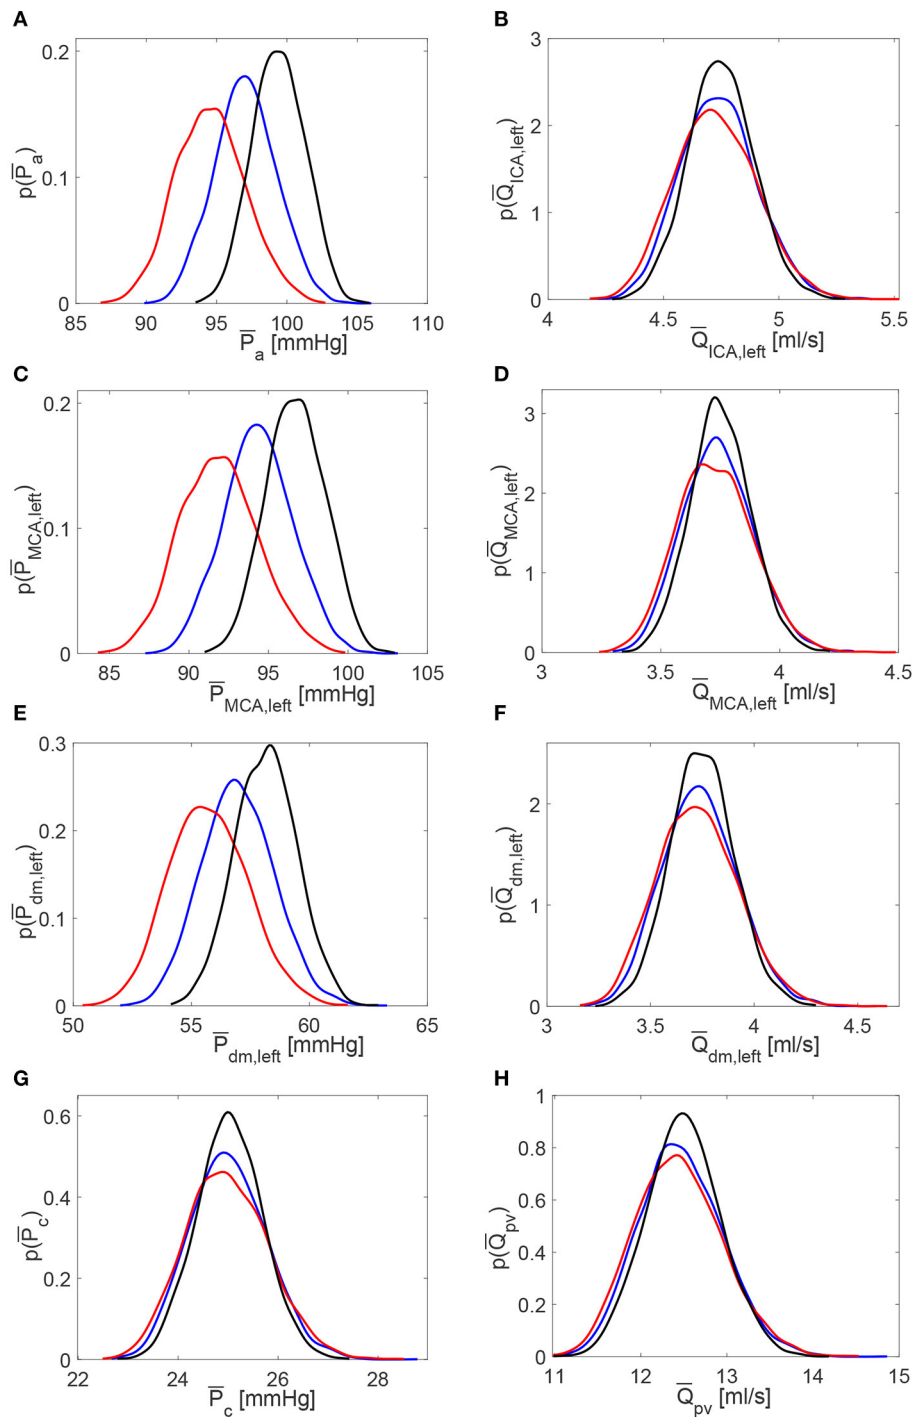 A
p(P̅a)
0.2
0.1
0
85 90 95 100 105 110
P̅a [mmHg]
B
p(Q̅ICA,left)
3
2
1
0
4 4.5 5 5.5
Q̅ICA,left [ml/s]
C
p(P̅MCA,left)
0.2
0.1
0
85 90 95 100 105
P̅MCA,left [mmHg]
D
p(Q̅MCA,left)
3
2
1
0
3 3.5 4 4.5
Q̅MCA,left [ml/s]
E
p(P̅dm,left)
0.3
0.2
0.1
0
50 55 60 65
P̅dm,left [mmHg]
F
p(Q̅dm,left)
2
1
0
3 3.5 4 4.5
Q̅dm,left [ml/s]
G
p(P̅c)
0.6
0.4
0.2
0
22 24 26 28
P̅c [mmHg]
H
p(Q̅pv)
1
0.8
0.6
0.4
0.2
0
11 12 13 14 15
Q̅pv [ml/s]